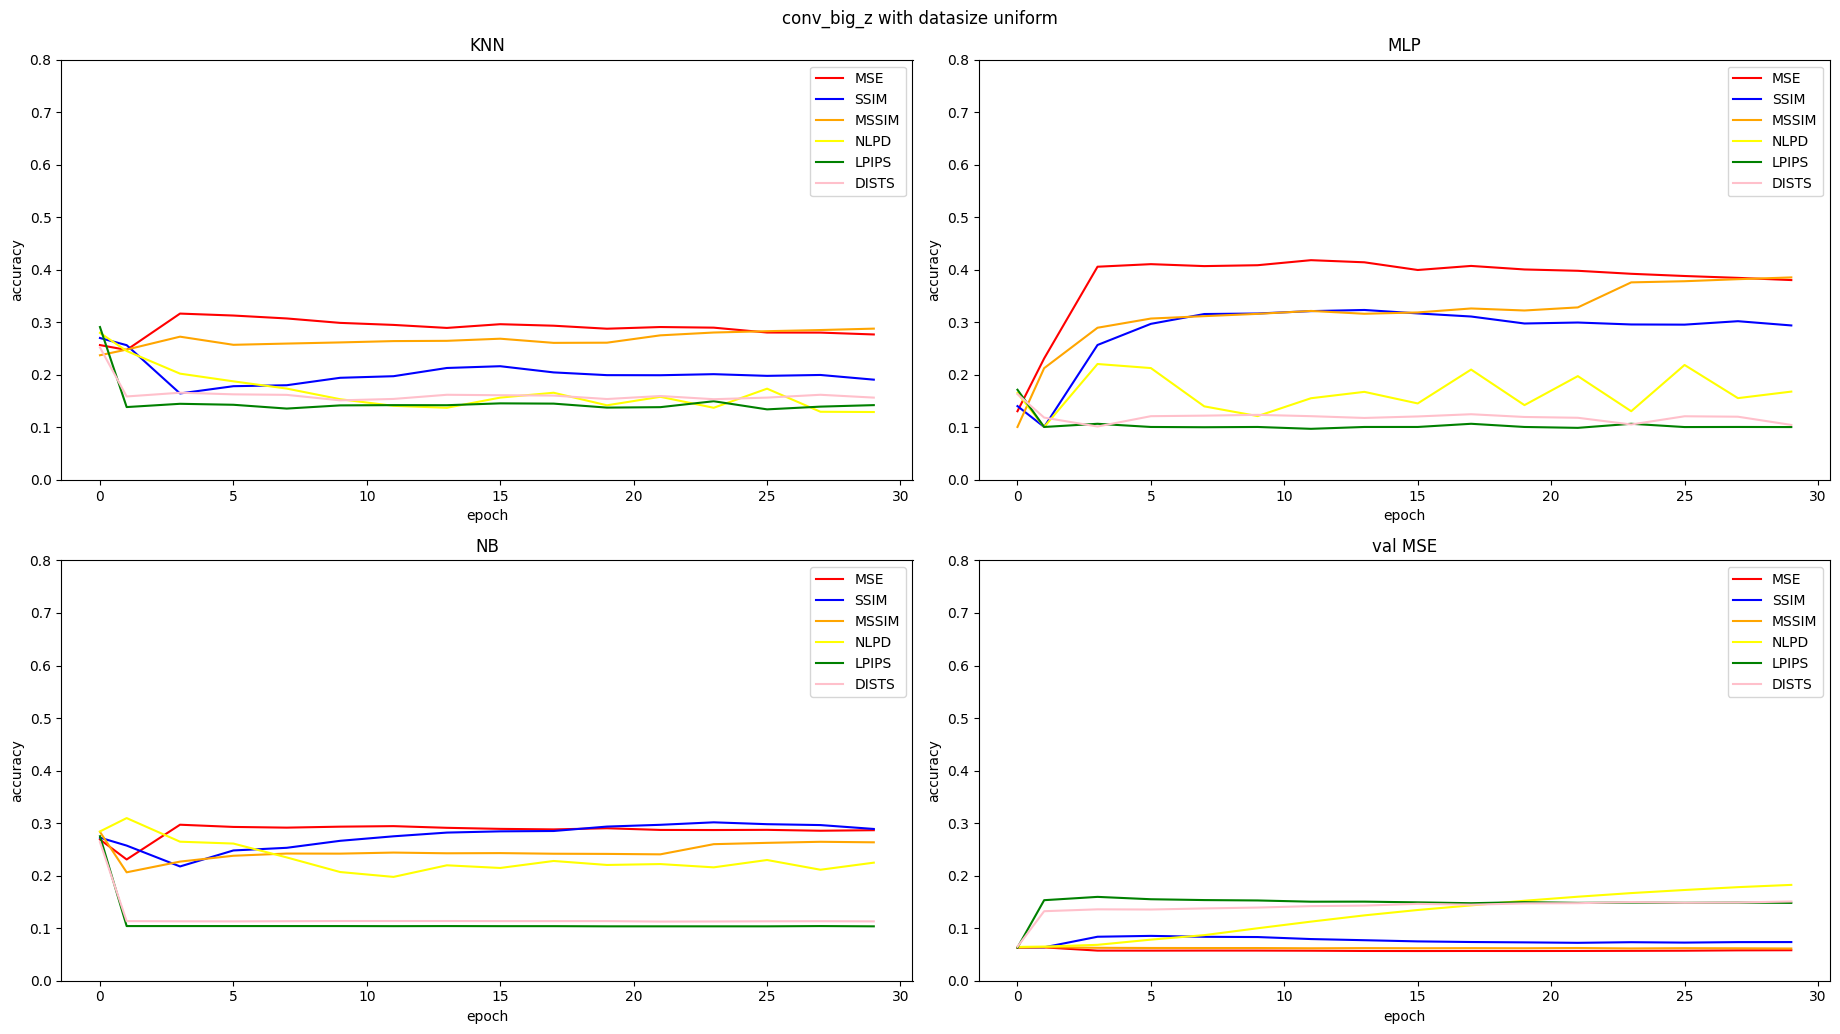 conv_big_z with datasize uniform
KNN
0.8
0.7
0.6
0.5
0.4
0.3
0.2
0.1
0.0
accuracy
0 5 10 15 20 25 30
epoch
MSE
SSIM
MSSIM
NLPD
LPIPS
DISTS
MLP
0.8
0.7
0.6
0.5
0.4
0.3
0.2
0.1
0.0
accuracy
0 5 10 15 20 25 30
epoch
MSE
SSIM
MSSIM
NLPD
LPIPS
DISTS
NB
0.8
0.7
0.6
0.5
0.4
0.3
0.2
0.1
0.0
accuracy
0 5 10 15 20 25 30
epoch
MSE
SSIM
MSSIM
NLPD
LPIPS
DISTS
val MSE
0.8
0.7
0.6
0.5
0.4
0.3
0.2
0.1
0.0
accuracy
0 5 10 15 20 25 30
epoch
MSE
SSIM
MSSIM
NLPD
LPIPS
DISTS